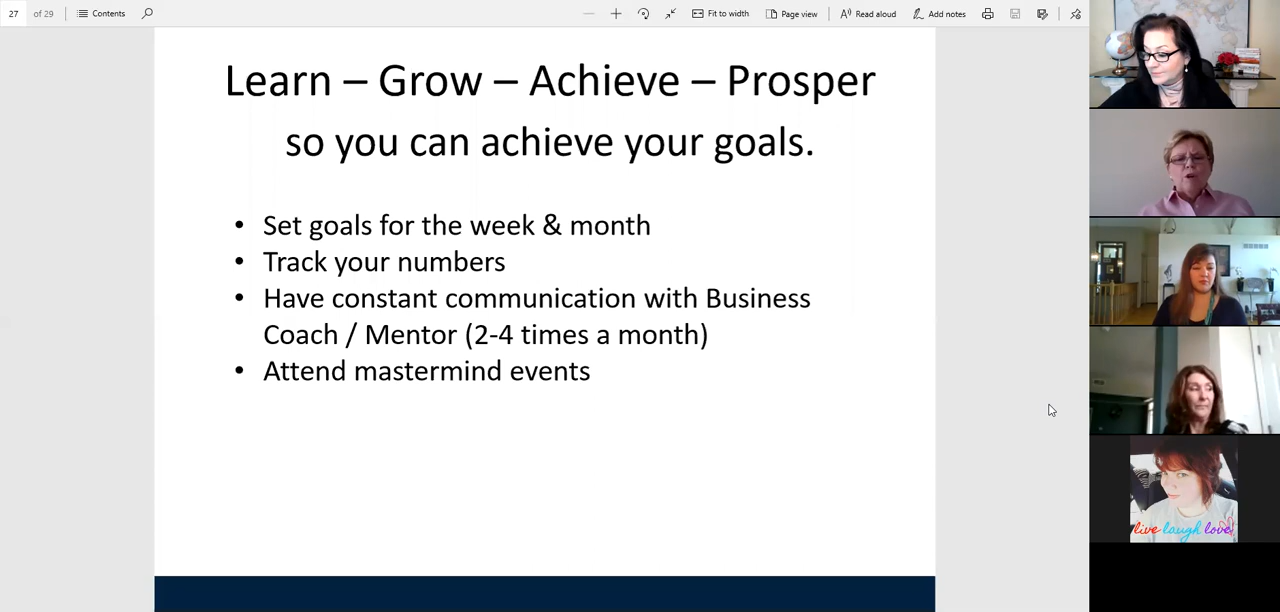 27 of 29 Contents Fit to width Page view Read aloud Add notes
Learn – Grow – Achieve – Prosper
so you can achieve your goals.
• Set goals for the week & month
• Track your numbers
• Have constant communication with Business
Coach / Mentor (2-4 times a month)
• Attend mastermind events
live laugh love